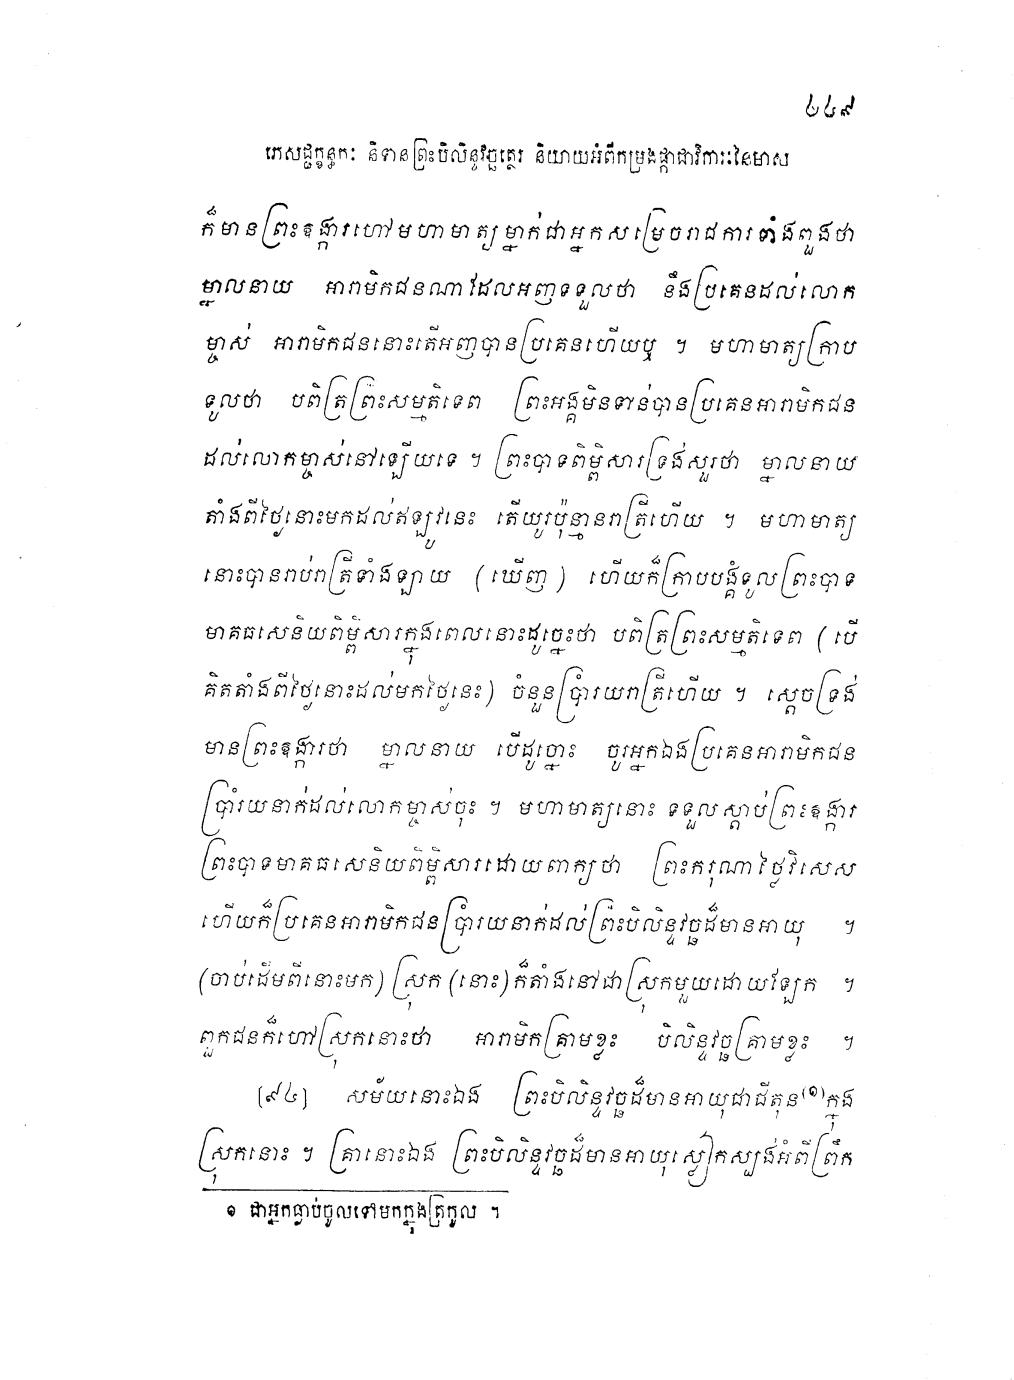 ៤៤៩
ភេសជ្ជក្ខន្ធកៈ និទានព្រះបិលិន្ទវច្ឆត្ថេរ និយាយអំពីកម្រងផ្កាជាវិការៈនៃមាស
ក៏មានព្រះឱង្ការហៅមហាមាត្យម្នាក់ជាអ្នកសម្រេចរាជការទាំងពួងថា
ម្នាលនាយ អារាមិកជនណាដែលអញទទួលថា នឹងប្រគេនដល់លោក
ម្ចាស់ អារាមិកជននោះតើអញបានប្រគេនហើយឬ ។ មហាមាត្យក្រាប
ទូលថា បពិត្រព្រះសម្មតិទេព ព្រះអង្គមិនទាន់បានប្រគេនអារាមិកជន
ដល់លោកម្ចាស់នៅឡើយទេ ។ ព្រះបាទពិម្ពិសារទ្រង់សួរថា ម្នាលនាយ
តាំងពីថ្ងៃនោះមកដល់ឥឡូវនេះ តើយូរប៉ុន្មានរាត្រីហើយ ។ មហាមាត្យ
នោះបានរាប់រាត្រីទាំងឡាយ (ឃើញ) ហើយក៏ក្រាបបង្គំទូលព្រះបាទ
មាគធសេនិយពិម្ពិសារក្នុងពេលនោះដូច្នេះថា បពិត្រព្រះសម្មតិទេព (បើ
គិតតាំងពីថ្ងៃនោះដល់មកថ្ងៃនេះ) ចំនួនប្រាំរយរាត្រីហើយ ។ ស្តេចទ្រង់
មានព្រះឱង្ការថា ម្នាលនាយ បើដូច្នោះ ចូរអ្នកឯងប្រគេនអារាមិកជន
ប្រាំរយនាក់ដល់លោកម្ចាស់ចុះ ។ មហាមាត្យនោះ ទទួលស្តាប់ព្រះឱង្ការ
ព្រះបាទមាគធសេនិយពិម្ពិសារដោយពាក្យថា ព្រះករុណាថ្លៃវិសេស
ហើយក៏ប្រគេនអារាមិកជនប្រាំរយនាក់ដល់ព្រះបិលិន្ទវច្ឆដ៏មានអាយុ ។
(ចាប់ដើមពីនោះមក) ស្រុក (នោះ) ក៏តាំងនៅជាស្រុកមួយដោយឡែក ។
ពួកជនក៏ហៅស្រុកនោះថា អារាមិកគ្រាមខ្លះ បិលិន្ទវច្ឆគ្រាមខ្លះ ។
[៩៤] សម័យនោះឯង ព្រះបិលិន្ទវច្ឆដ៏មានអាយុជាជីតុន(១)ក្នុង
ស្រុកនោះ ។ គ្រានោះឯង ព្រះបិលិន្ទវច្ឆដ៏មានអាយុស្លៀកស្បង់អំពីព្រឹក
១ ជាអ្នកធ្លាប់ចូលទៅមកក្នុងត្រកូល ។